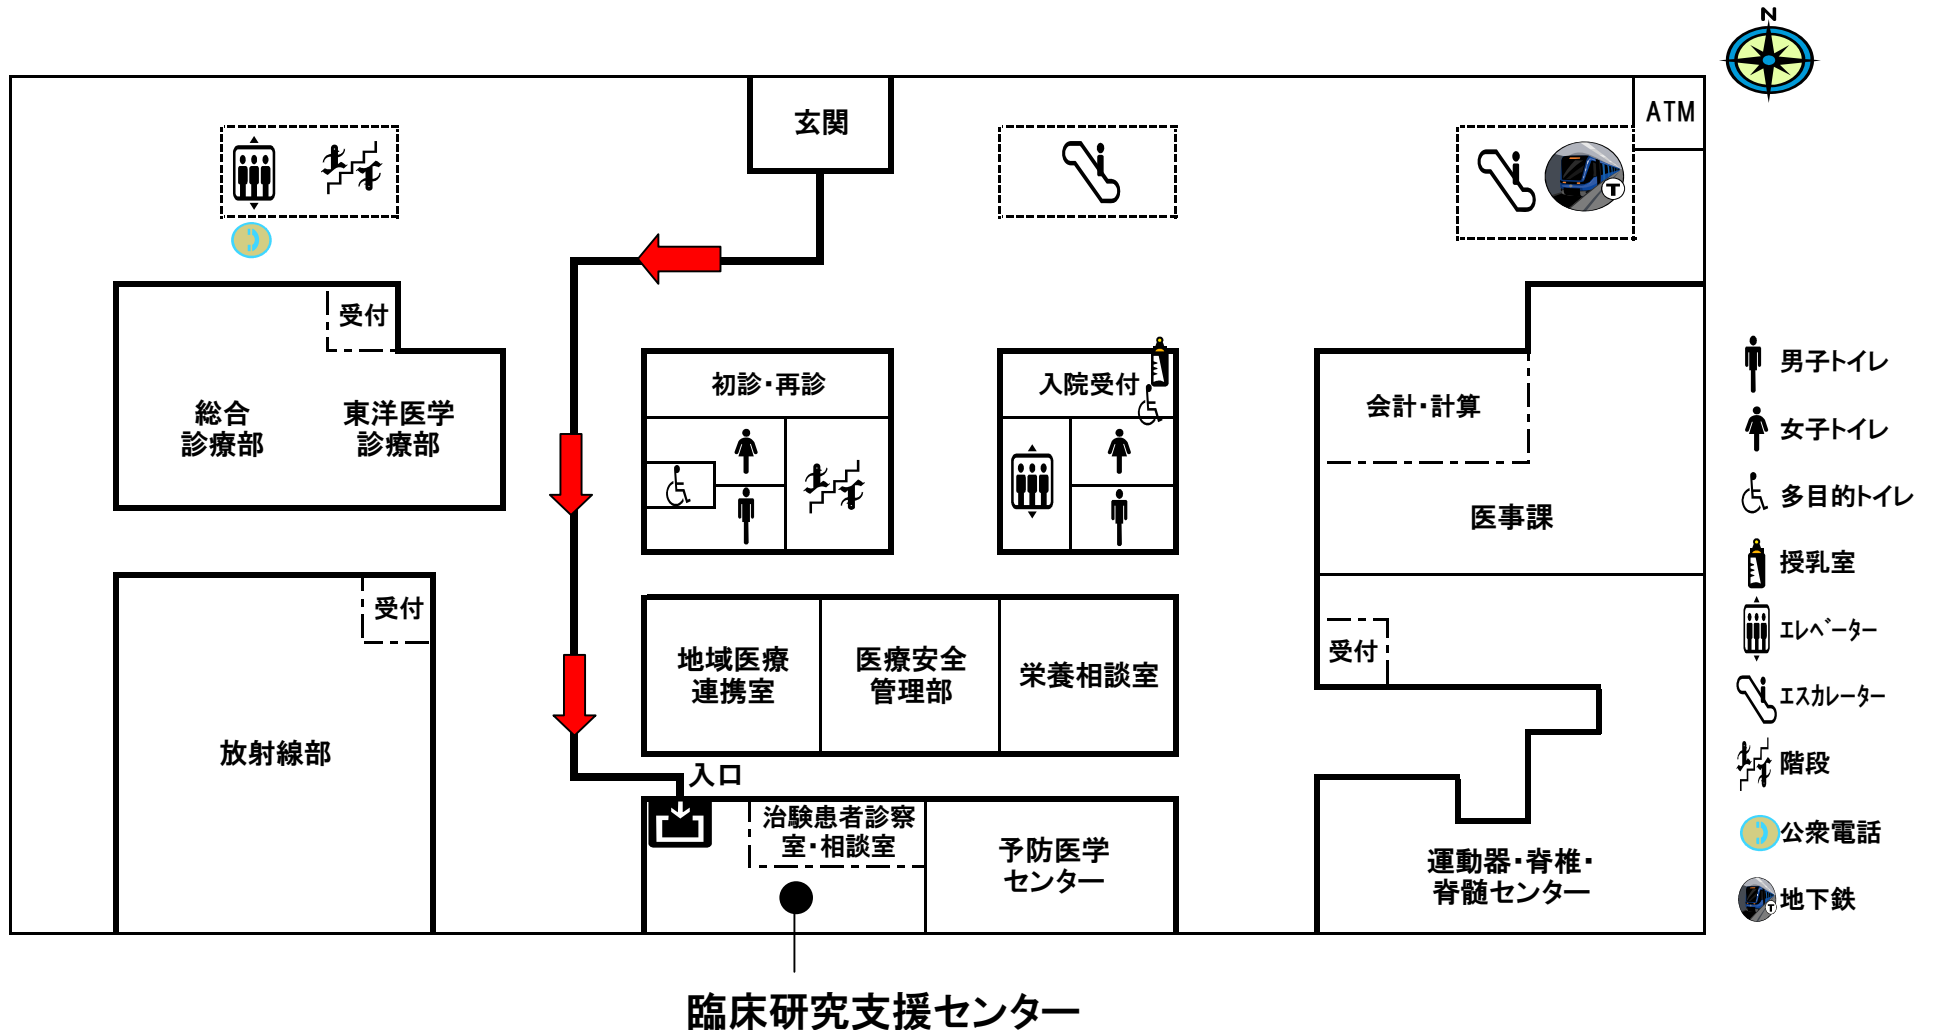 N
玄関
ATM
受付
初診・再診
入院受付
会計・計算
総合
診療部
東洋医学
診療部
医事課
受付
受付
地域医療
連携室
医療安全
管理部
栄養相談室
放射線部
入口
治験患者診察
室・相談室
予防医学
センター
運動器・脊椎・
脊髄センター
臨床研究支援センター
男子トイレ
女子トイレ
多目的トイレ
授乳室
エレベーター
エスカレーター
階段
公衆電話
地下鉄
T
T